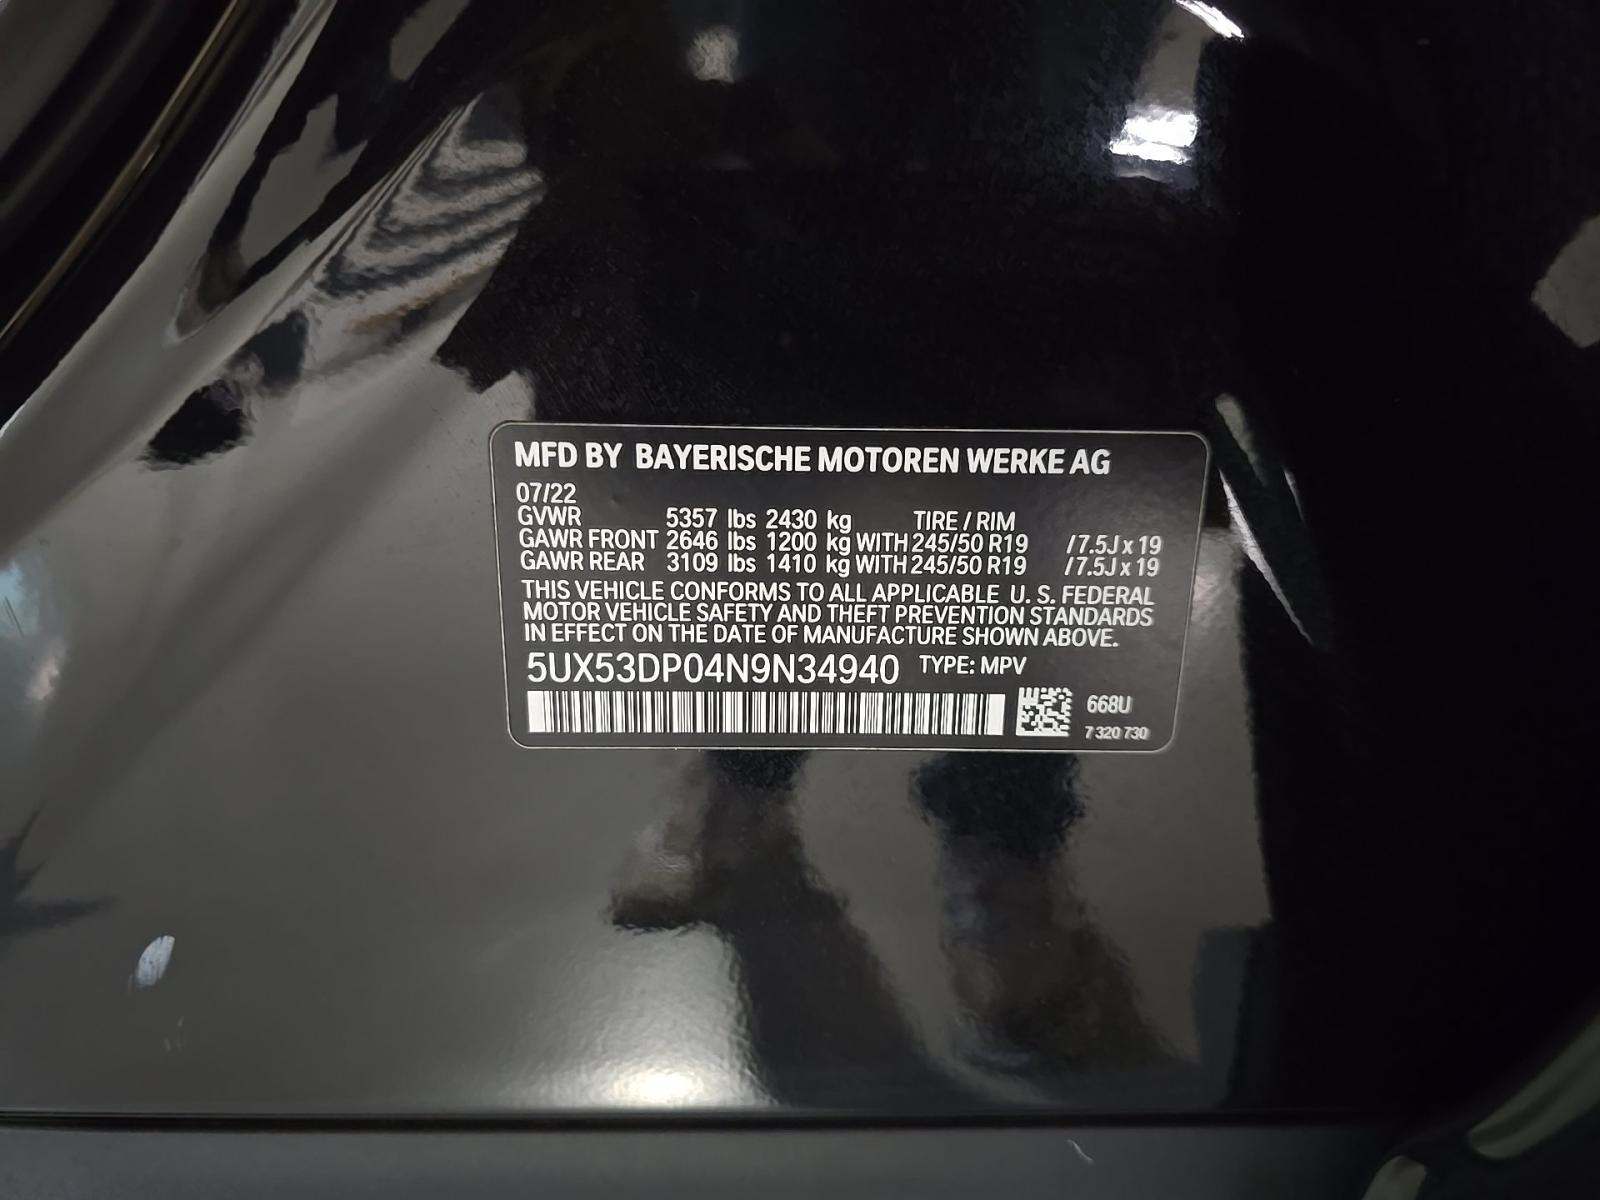 MFD BY BAYERISCHE MOTOREN WERKE AG
07/22
GVWR 5357 lbs 2430 kg TIRE / RIM
GAWR FRONT 2646 lbs 1200 kg WITH 245/50 R19 / 7.5J x 19
GAWR REAR 3109 lbs 1410 kg WITH 245/50 R19 / 7.5J x 19
THIS VEHICLE CONFORMS TO ALL APPLICABLE U. S. FEDERAL
MOTOR VEHICLE SAFETY AND THEFT PREVENTION STANDARDS
IN EFFECT ON THE DATE OF MANUFACTURE SHOWN ABOVE.
5UX53DP04N9N34940 TYPE: MPV
668U
7 320 730